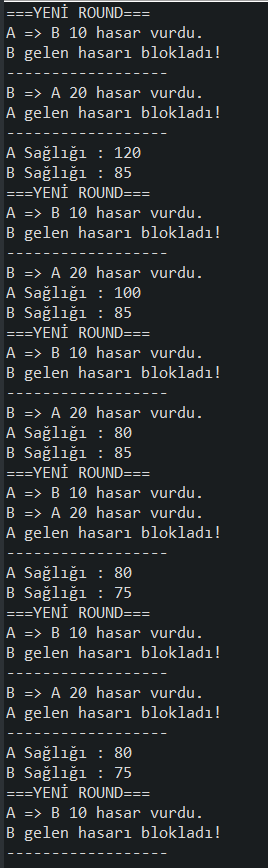 ===YENİ ROUND===
A => B 10 hasar vurdu.
B gelen hasarı blokladı!
------------------
B => A 20 hasar vurdu.
A gelen hasarı blokladı!
------------------
A Sağlığı : 120
B Sağlığı : 85
===YENİ ROUND===
A => B 10 hasar vurdu.
B gelen hasarı blokladı!
------------------
B => A 20 hasar vurdu.
A Sağlığı : 100
B Sağlığı : 85
===YENİ ROUND===
A => B 10 hasar vurdu.
B gelen hasarı blokladı!
------------------
B => A 20 hasar vurdu.
A Sağlığı : 80
B Sağlığı : 85
===YENİ ROUND===
A => B 10 hasar vurdu.
B => A 20 hasar vurdu.
A gelen hasarı blokladı!
------------------
A Sağlığı : 80
B Sağlığı : 75
===YENİ ROUND===
A => B 10 hasar vurdu.
B gelen hasarı blokladı!
------------------
B => A 20 hasar vurdu.
A gelen hasarı blokladı!
------------------
A Sağlığı : 80
B Sağlığı : 75
===YENİ ROUND===
A => B 10 hasar vurdu.
B gelen hasarı blokladı!
------------------